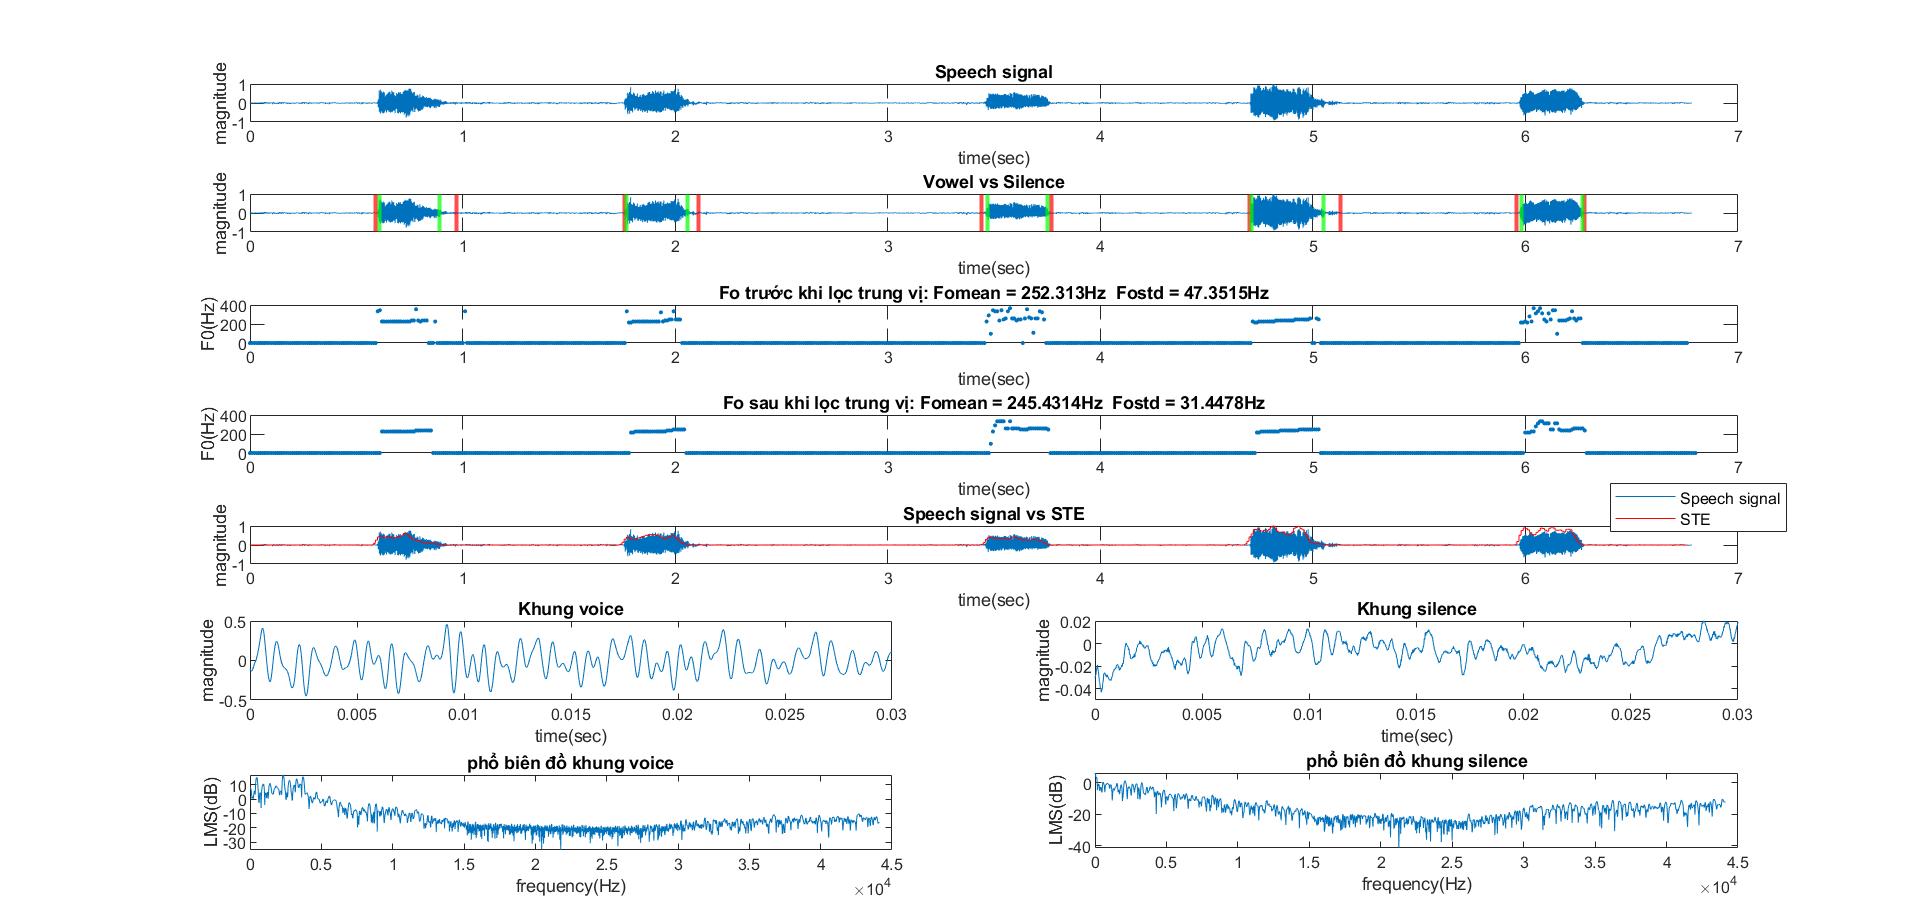 Speech signal
magnitude
1
0
-1
0 1 2 3 4 5 6 7
time(sec)
Vowel vs Silence
magnitude
1
0
-1
0 1 2 3 4 5 6 7
time(sec)
Fo trước khi lọc trung vị: Fomean = 252.313Hz Fostd = 47.3515Hz
F0(Hz)
400
200
0
0 1 2 3 4 5 6 7
time(sec)
Fo sau khi lọc trung vị: Fomean = 245.4314Hz Fostd = 31.4478Hz
F0(Hz)
400
200
0
0 1 2 3 4 5 6 7
time(sec)
Speech signal vs STE
Speech signal
STE
magnitude
1
0
-1
0 1 2 3 4 5 6 7
time(sec)
Khung voice
magnitude
0.5
0
-0.5
0 0.005 0.01 0.015 0.02 0.025 0.03
time(sec)
Khung silence
magnitude
0.02
0
-0.02
-0.04
0 0.005 0.01 0.015 0.02 0.025 0.03
time(sec)
phổ biên đồ khung voice
LMS(dB)
10
0
-10
-20
-30
0 0.5 1 1.5 2 2.5 3 3.5 4 4.5
frequency(Hz)
×10⁴
phổ biên đồ khung silence
LMS(dB)
0
-20
-40
0 0.5 1 1.5 2 2.5 3 3.5 4 4.5
frequency(Hz)
×10⁴